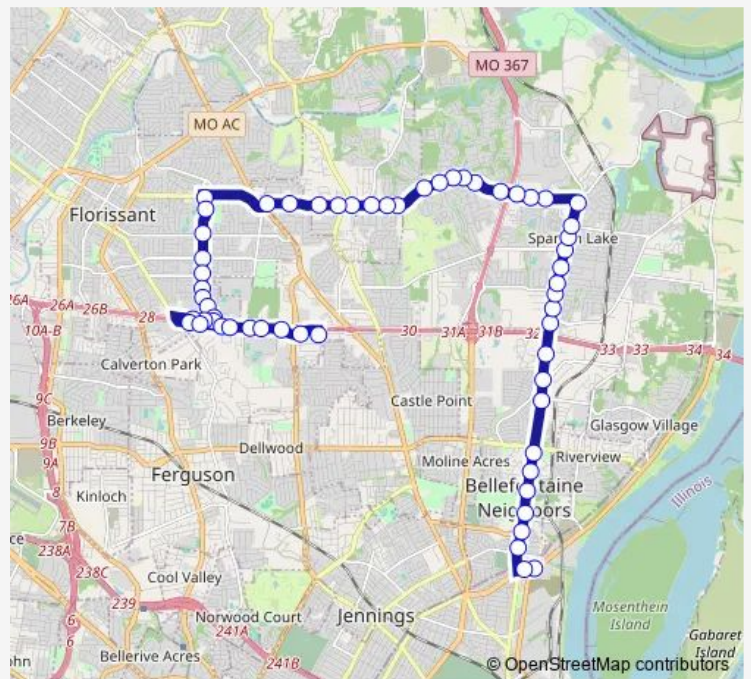 MO 367
MO AC
Florissant
Spanish Lake
26A
26A 26B
28
30
31A
31B
32
33
33
34
34
10A-B
Calverton Park
9C
Castle Point
Berkeley
Glasgow Village
9B
Dellwood
Moline Acres
Riverview
9A
Ferguson
Bellefontaine
Neighbors
Kinloch
8
Illinois
7B
238A
238C
Cool Valley
239
Norwood Court
Jennings
Mosenthein
Island
6
241A
Gabaret
Island
Bellerive Acres
241B
6
© OpenStreetMap contributors